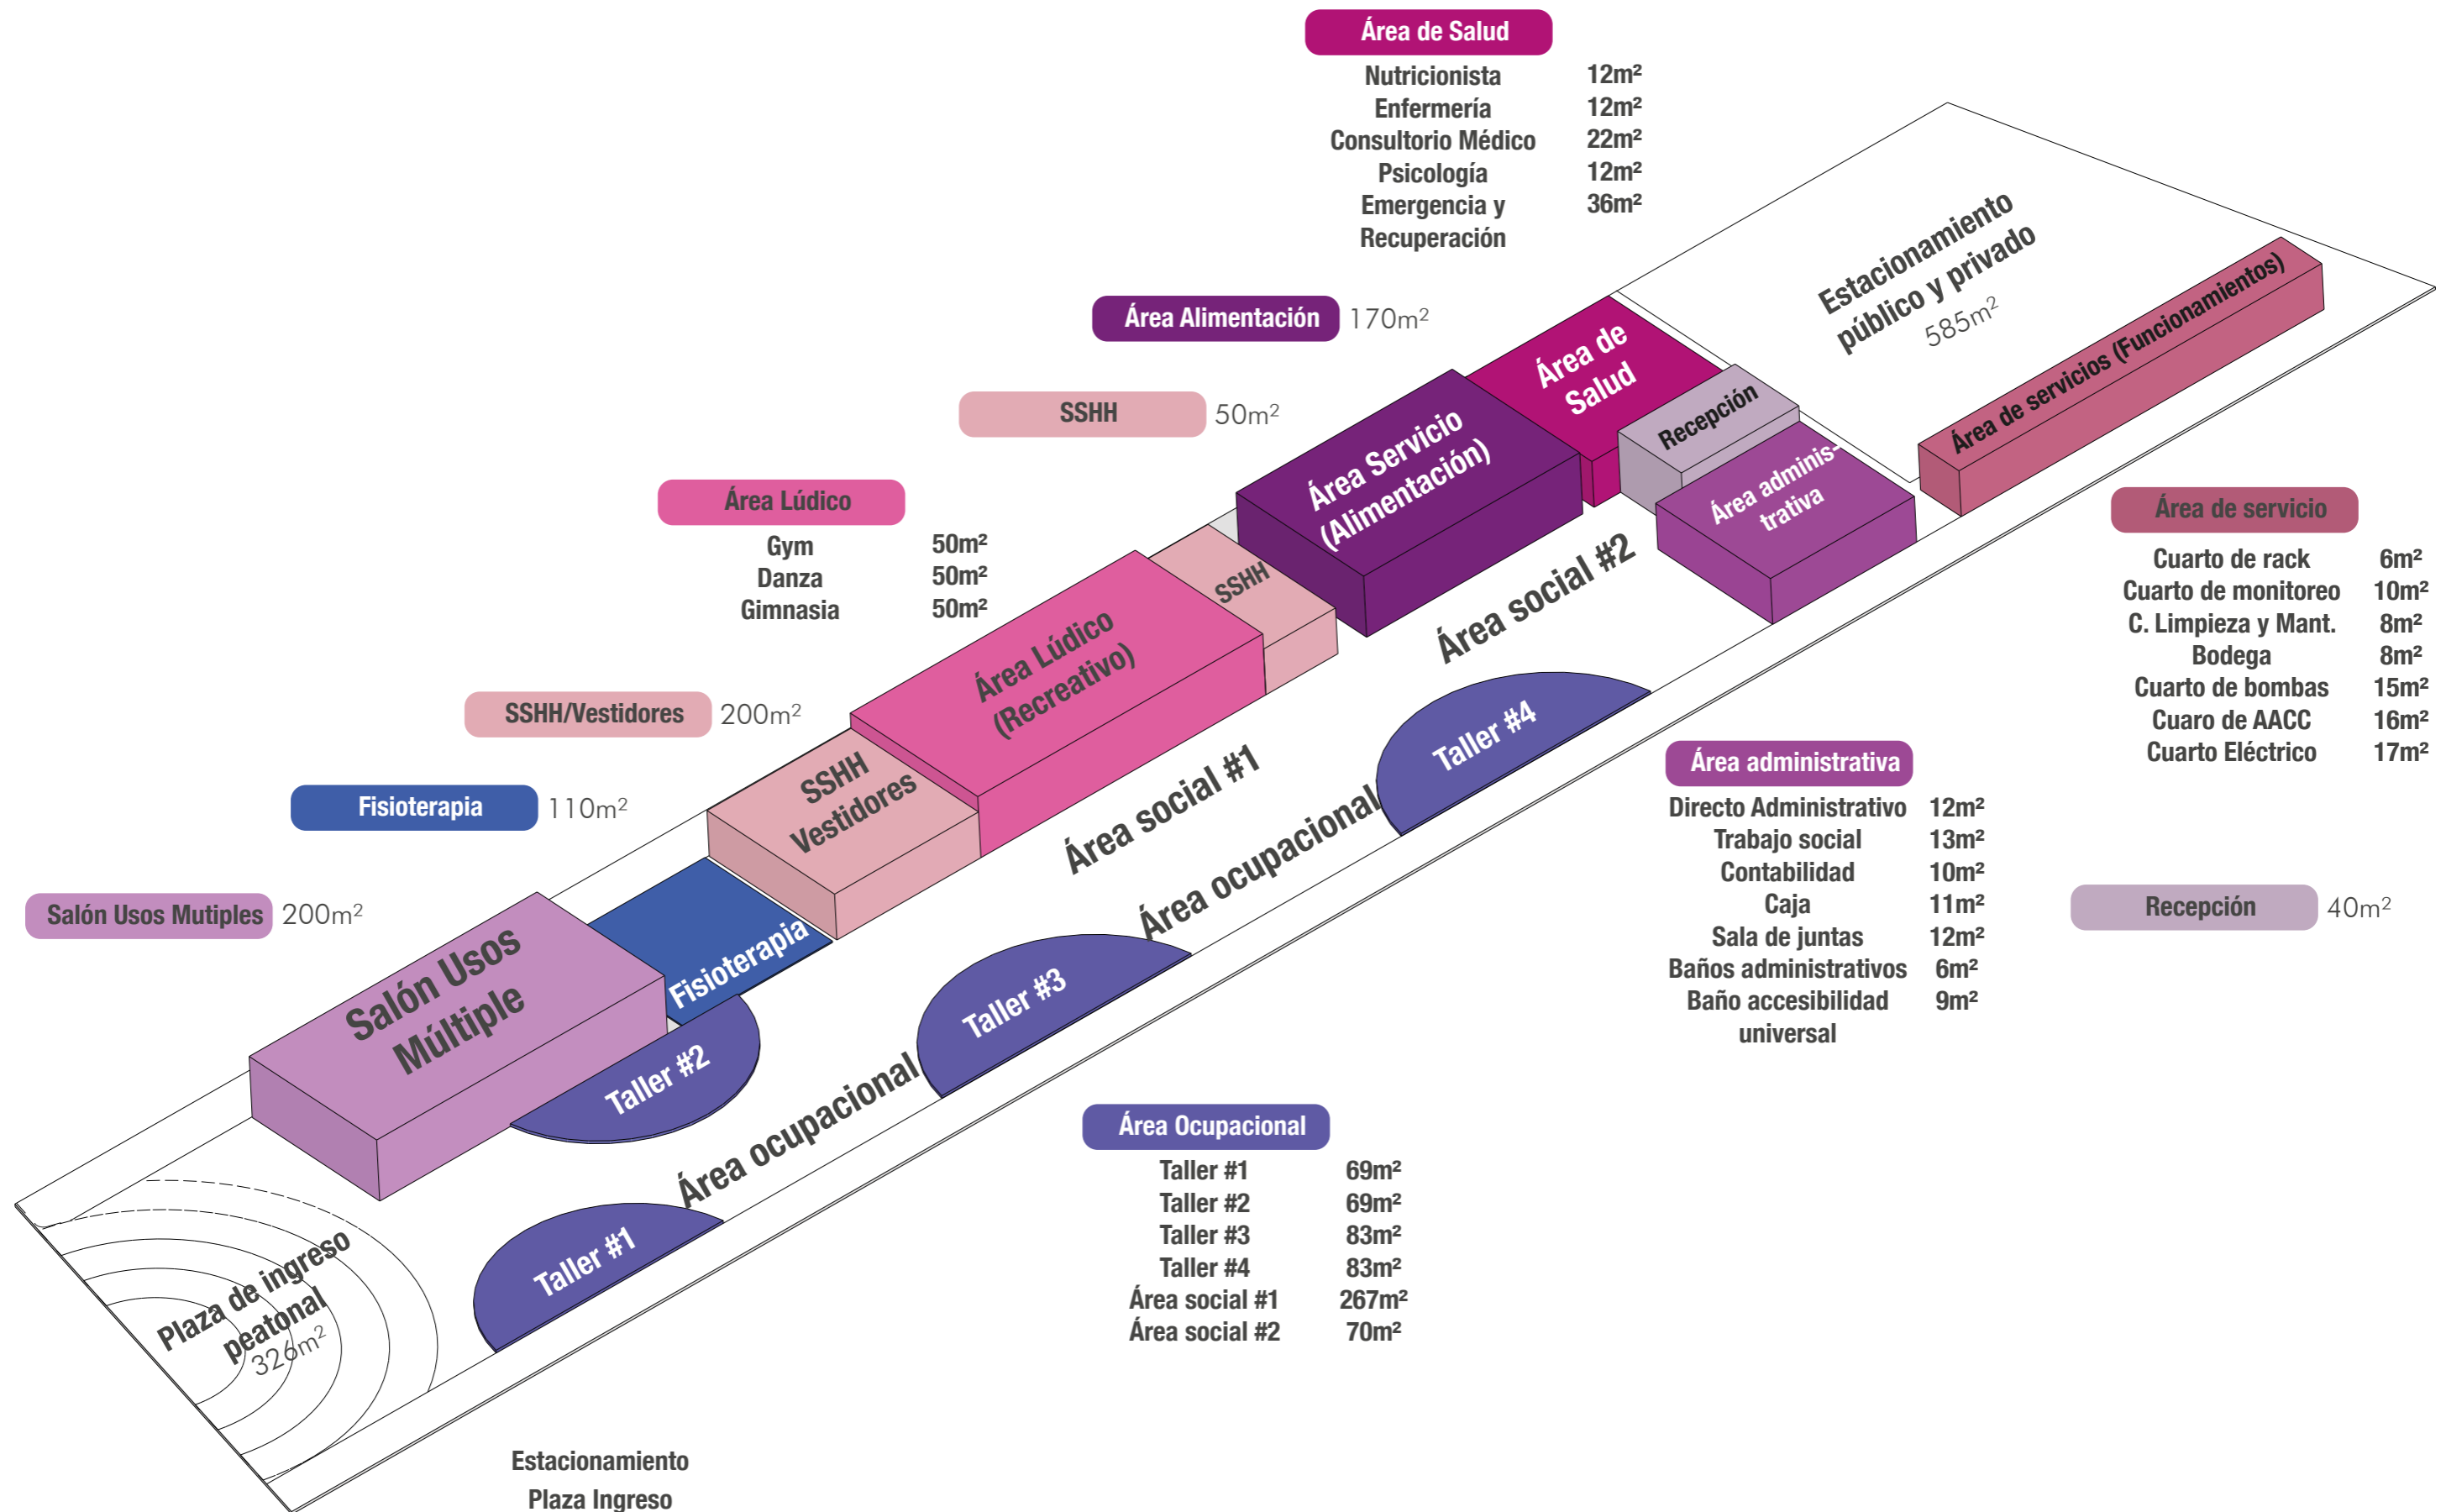 Área de Salud
Nutricionista 12m²
Enfermería 12m²
Consultorio Médico 22m²
Psicología 12m²
Emergencia y 36m²
Recuperación
Área Alimentación 170m²
SSHH 50m²
Área Lúdico
Gym 50m²
Danza 50m²
Gimnasia 50m²
SSHH/Vestidores 200m²
Fisioterapia 110m²
Salón Usos Mutiples 200m²
Estacionamiento
público y privado
585m²
Área de servicios (Funcionamientos)
Área de
Salud
Recepción
Área adminis-
trativa
Área Servicio
(Alimentación)
SSHH
Área social #2
Área Lúdico
(Recreativo)
SSHH
Vestidores
Área social #1
Taller #4
Área ocupacional
Fisioterapia
Salón Usos
Múltiple
Taller #2
Taller #3
Área ocupacional
Taller #1
Plaza de ingreso
peatonal
326m²
Área de servicio
Cuarto de rack 6m²
Cuarto de monitoreo 10m²
C. Limpieza y Mant. 8m²
Bodega 8m²
Cuarto de bombas 15m²
Cuaro de AACC 16m²
Cuarto Eléctrico 17m²
Área administrativa
Directo Administrativo 12m²
Trabajo social 13m²
Contabilidad 10m²
Caja 11m²
Sala de juntas 12m²
Baños administrativos 6m²
Baño accesibilidad 9m²
universal
Recepción 40m²
Área Ocupacional
Taller #1 69m²
Taller #2 69m²
Taller #3 83m²
Taller #4 83m²
Área social #1 267m²
Área social #2 70m²
Estacionamiento
Plaza Ingreso